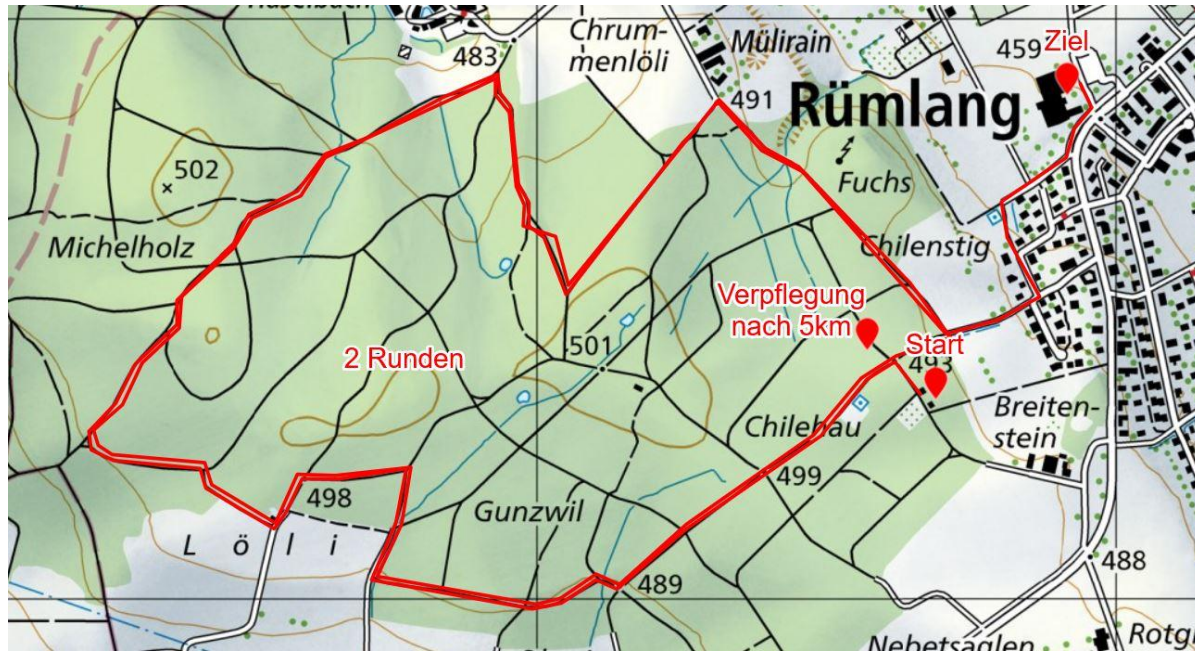 483
Chrum-
menlöli
Mülirain
491
459
Ziel
Rümlang
502
Fuchs
Michelholz
Chilenstig
Verpflegung
nach 5km
Start
2 Runden
501
493
Chilehau
Breiten-
stein
499
498
Gunzwil
Löli
489
488
Nebetsaglen